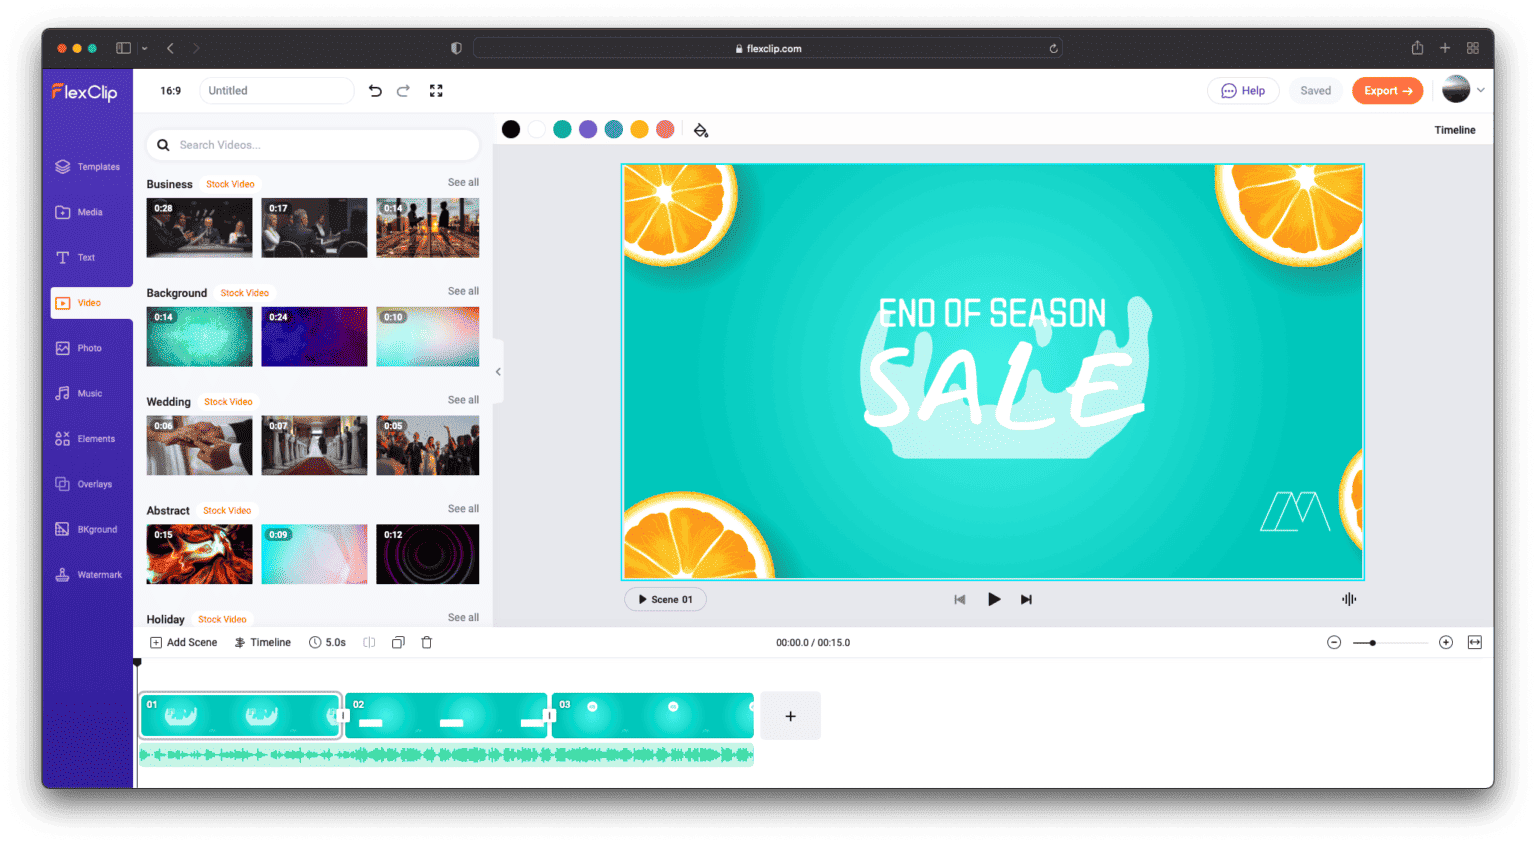 flexclip.com
FlexClip
16:9
Untitled
Help
Saved
Export →
Timeline
Templates
Media
Text
Video
Photo
Music
Elements
Overlays
BKground
Watermark
Search Videos...
Business Stock Video See all
0:28 0:17 0:14
Background Stock Video See all
0:14 0:24 0:10
Wedding Stock Video See all
0:06 0:07 0:05
Abstract Stock Video See all
0:15 0:09 0:12
Holiday Stock Video See all
END OF SEASON
SALE
Scene 01
Add Scene Timeline 5.0s
00:00.0 / 00:15.0
01 02 03
+